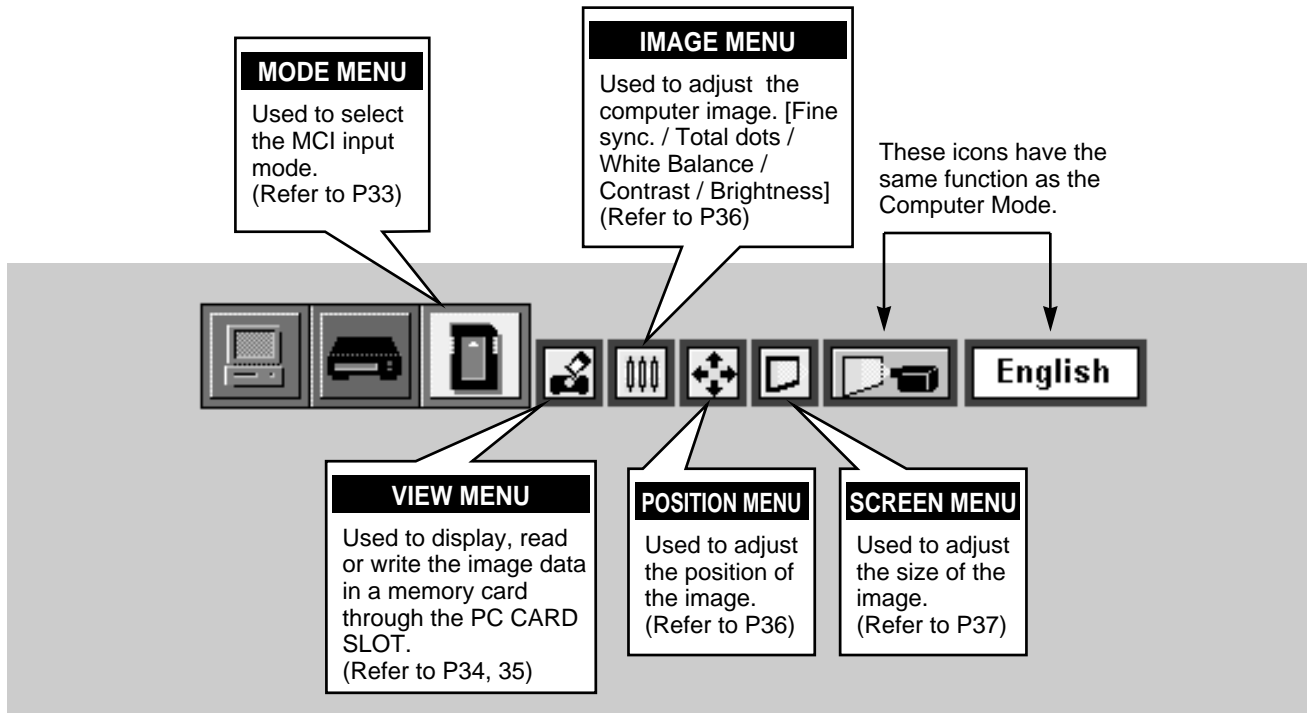 MODE MENU
Used to select
the MCI input
mode.
(Refer to P33)
IMAGE MENU
Used to adjust the
computer image. [Fine
sync. / Total dots /
White Balance /
Contrast / Brightness]
(Refer to P36)
These icons have the
same function as the
Computer Mode.
English
VIEW MENU
Used to display, read
or write the image data
in a memory card
through the PC CARD
SLOT.
(Refer to P34, 35)
POSITION MENU
Used to adjust
the position of
the image.
(Refer to P36)
SCREEN MENU
Used to adjust
the size of the
image.
(Refer to P37)